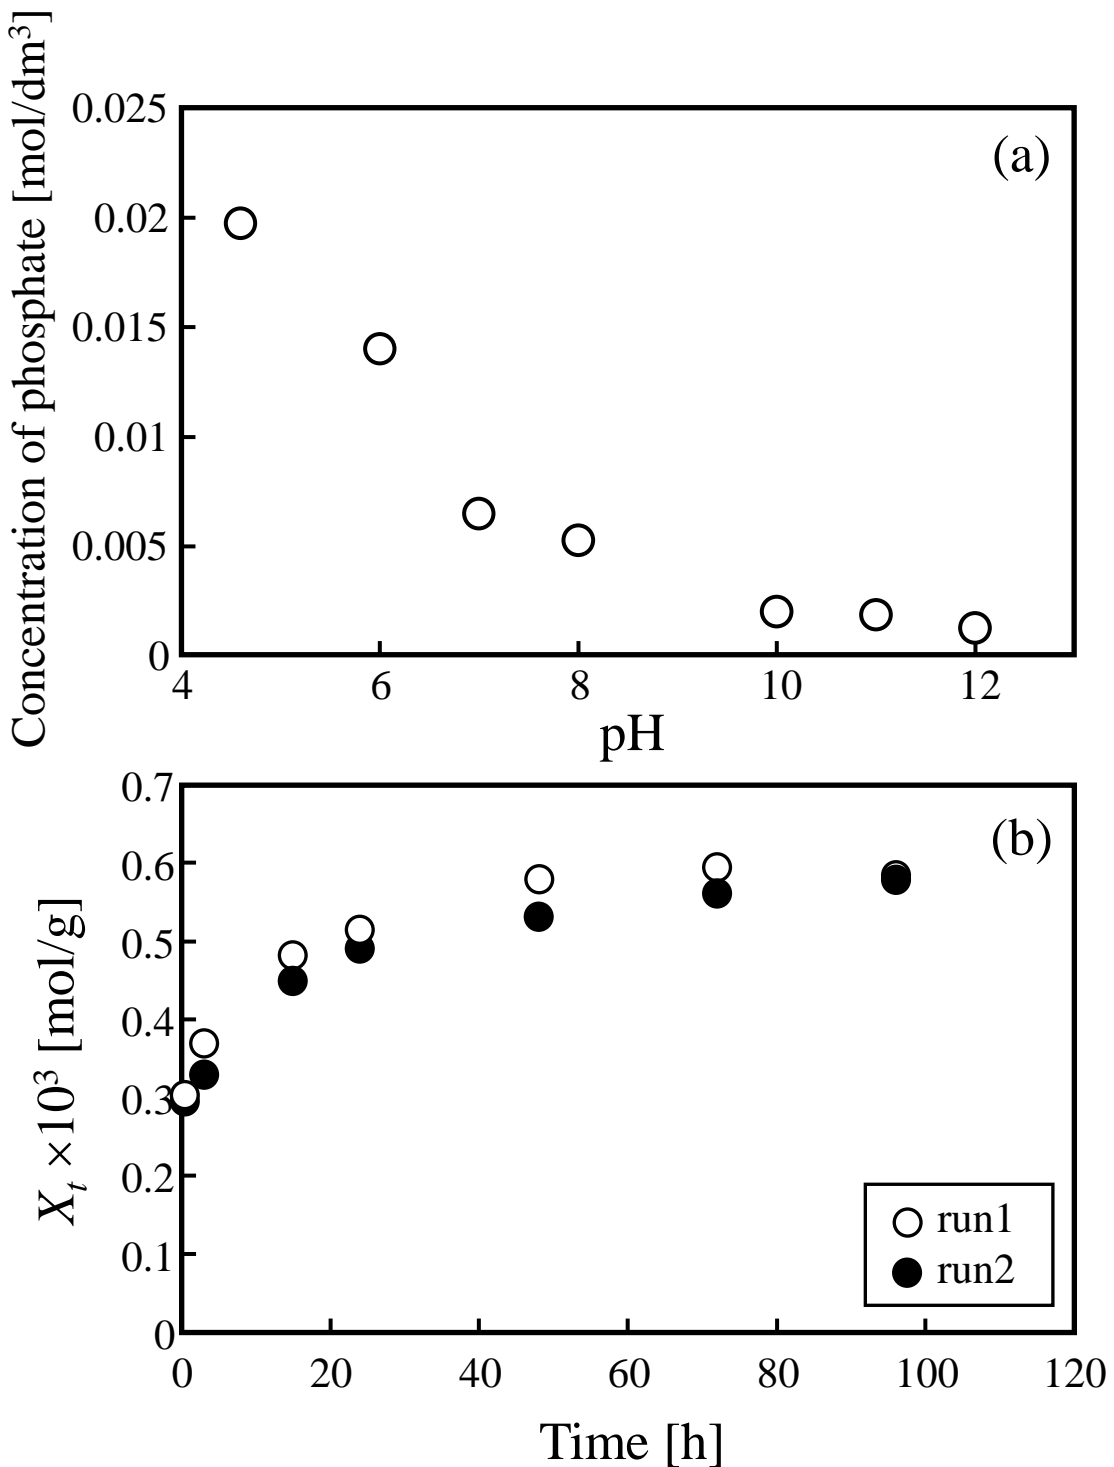 Concentration of phosphate [mol/dm³]
0.025
0.02
0.015
0.01
0.005
0
(a)
4 6 8 10 12
pH
X_t ×10³ [mol/g]
0.7
0.6
0.5
0.4
0.3
0.2
0.1
0
(b)
run1
run2
0 20 40 60 80 100 120
Time [h]